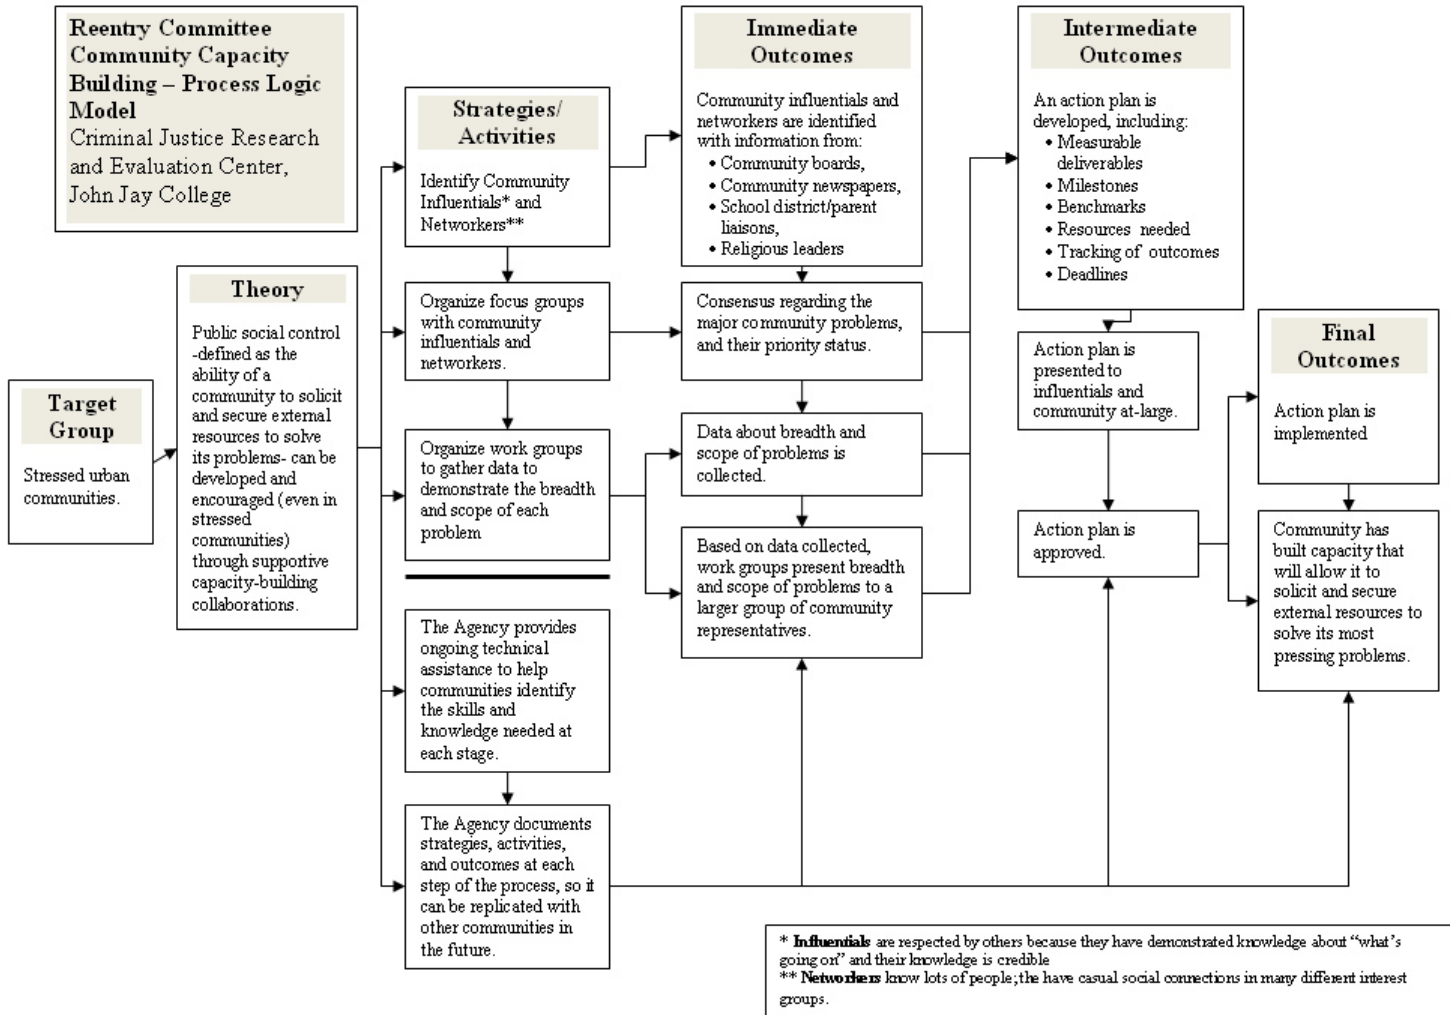 Reentry Committee
Community Capacity
Building – Process Logic
Model
Criminal Justice Research
and Evaluation Center,
John Jay College
Target
Group
Stressed urban
communities.
Theory
Public social control
-defined as the
ability of a
community to solicit
and secure external
resources to solve
its problems- can be
developed and
encouraged (even in
stressed
communities)
through supportive
capacity-building
collaborations.
Strategies/
Activities
Identify Community
Influentials* and
Networkers**
Organize focus groups
with community
influentials and
networkers.
Organize work groups
to gather data to
demonstrate the breadth
and scope of each
problem
The Agency provides
ongoing technical
assistance to help
communities identify
the skills and
knowledge needed at
each stage.
The Agency documents
strategies, activities,
and outcomes at each
step of the process, so it
can be replicated with
other communities in
the future.
Immediate
Outcomes
Community influentials and
networkers are identified
with information from:
• Community boards,
• Community newspapers,
• School district/parent
liaisons,
• Religious leaders
Consensus regarding the
major community problems,
and their priority status.
Data about breadth and
scope of problems is
collected.
Based on data collected,
work groups present breadth
and scope of problems to a
larger group of community
representatives.
Intermediate
Outcomes
An action plan is
developed, including:
• Measurable
deliverables
• Milestones
• Benchmarks
• Resources needed
• Tracking of outcomes
• Deadlines
Action plan is
presented to
influentials and
community at-large.
Action plan is
approved.
Final
Outcomes
Action plan is
implemented
Community has
built capacity that
will allow it to
solicit and secure
external resources to
solve its most
pressing problems.
* Influentials are respected by others because they have demonstrated knowledge about “what’s
going on” and their knowledge is credible
** Networkers know lots of people; the have casual social connections in many different interest
groups.